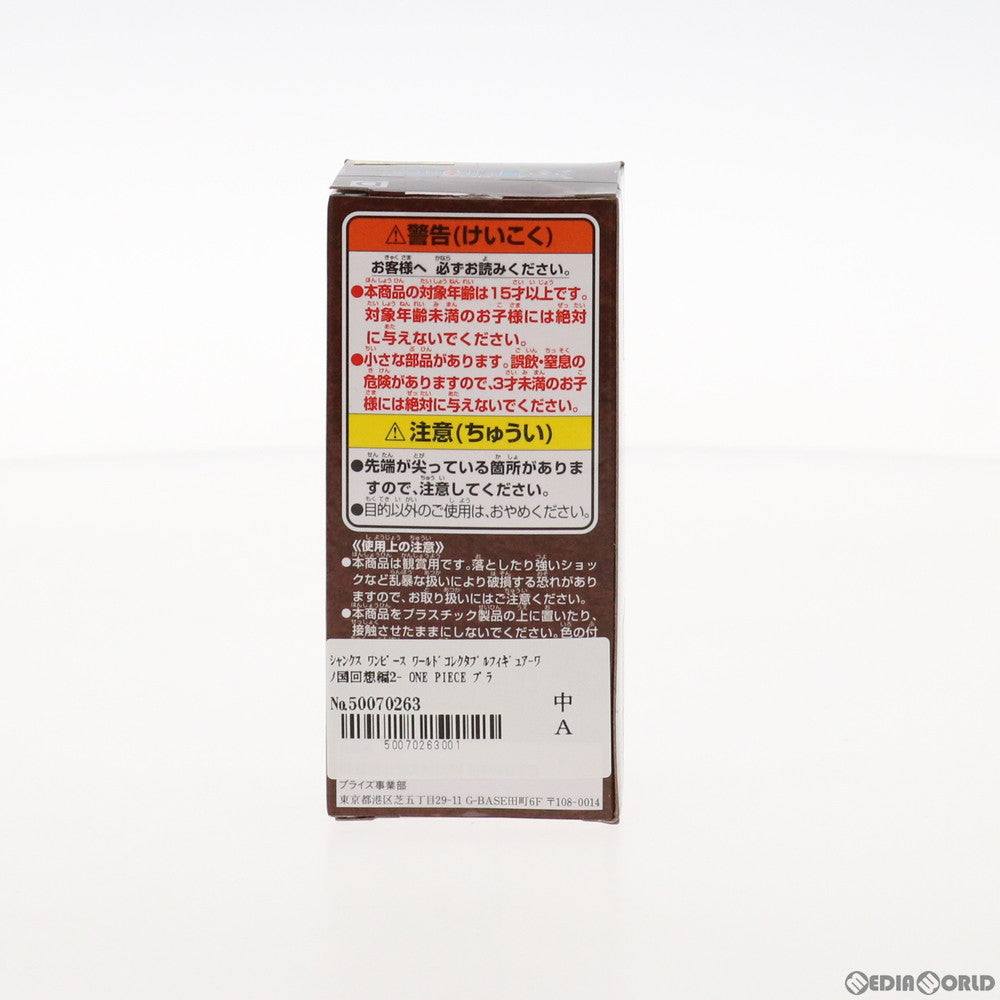 ⚠警告(けいこく)
お客様へ 必ずお読みください。
●本商品の対象年齢は15才以上です。
対象年齢未満のお子様には絶対
に与えないでください。
●小さな部品があります。誤飲・窒息の
危険がありますので、3才未満のお子
様には絶対に与えないでください。
⚠注意(ちゅうい)
●先端が尖っている箇所がありま
すので、注意してください。
●目的以外のご使用は、おやめください。
《使用上の注意》
●本商品は観賞用です。落としたり強いショッ
クなど乱暴な扱いにより破損する恐れがあり
ますので、お取り扱いにはご注意ください。
●本商品をプラスチック製品の上に置いたり、
接触させたままにしないでください。色の付
シャンクス ワンピース ワールドコレクタブルフィギュアーワ
ノ国回想編2- ONE PIECE プラ
No.50070263
中
A
50070263001
プライズ事業部
東京都港区芝五丁目29-11 G-BASE田町6F 〒108-0014
MEDIAWORLD